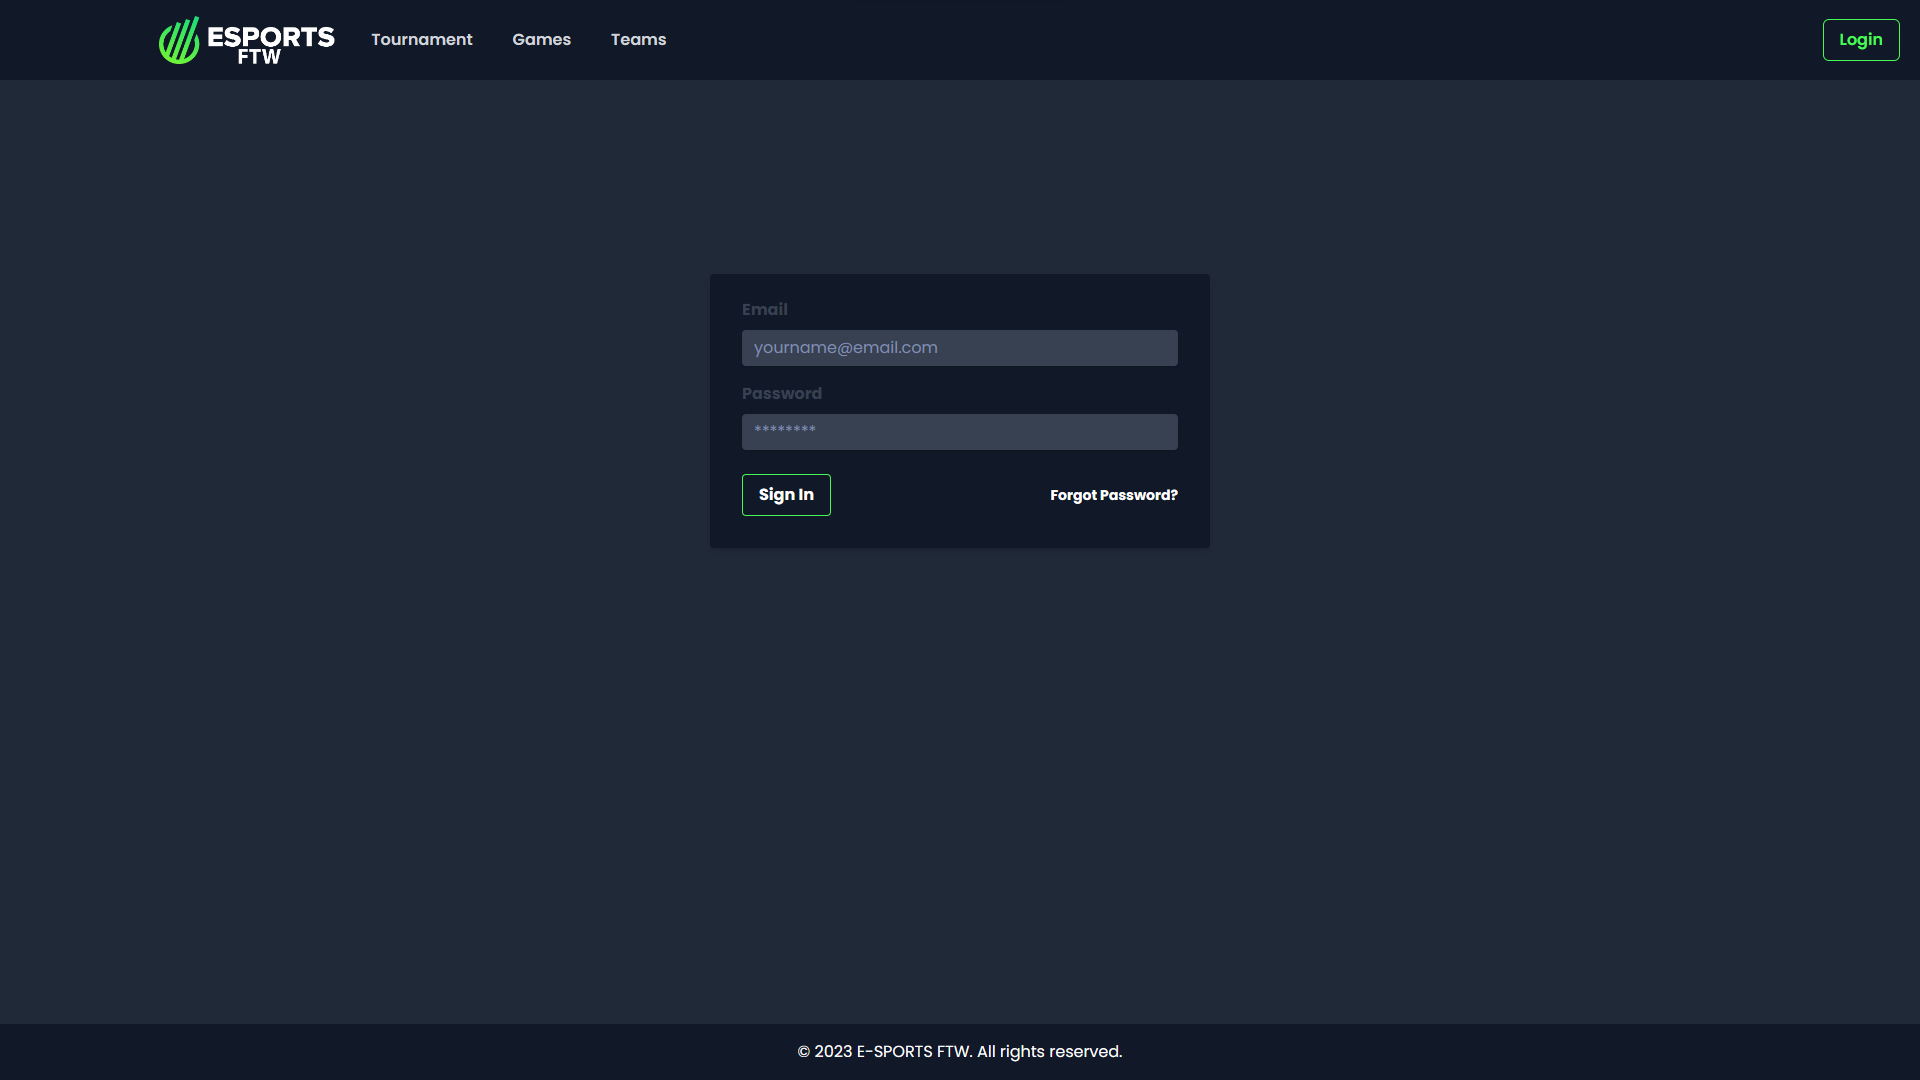 ESPORTS
FTW
Tournament
Games
Teams
Login
Email
yourname@email.com
Password
********
Sign In
Forgot Password?
© 2023 E-SPORTS FTW. All rights reserved.